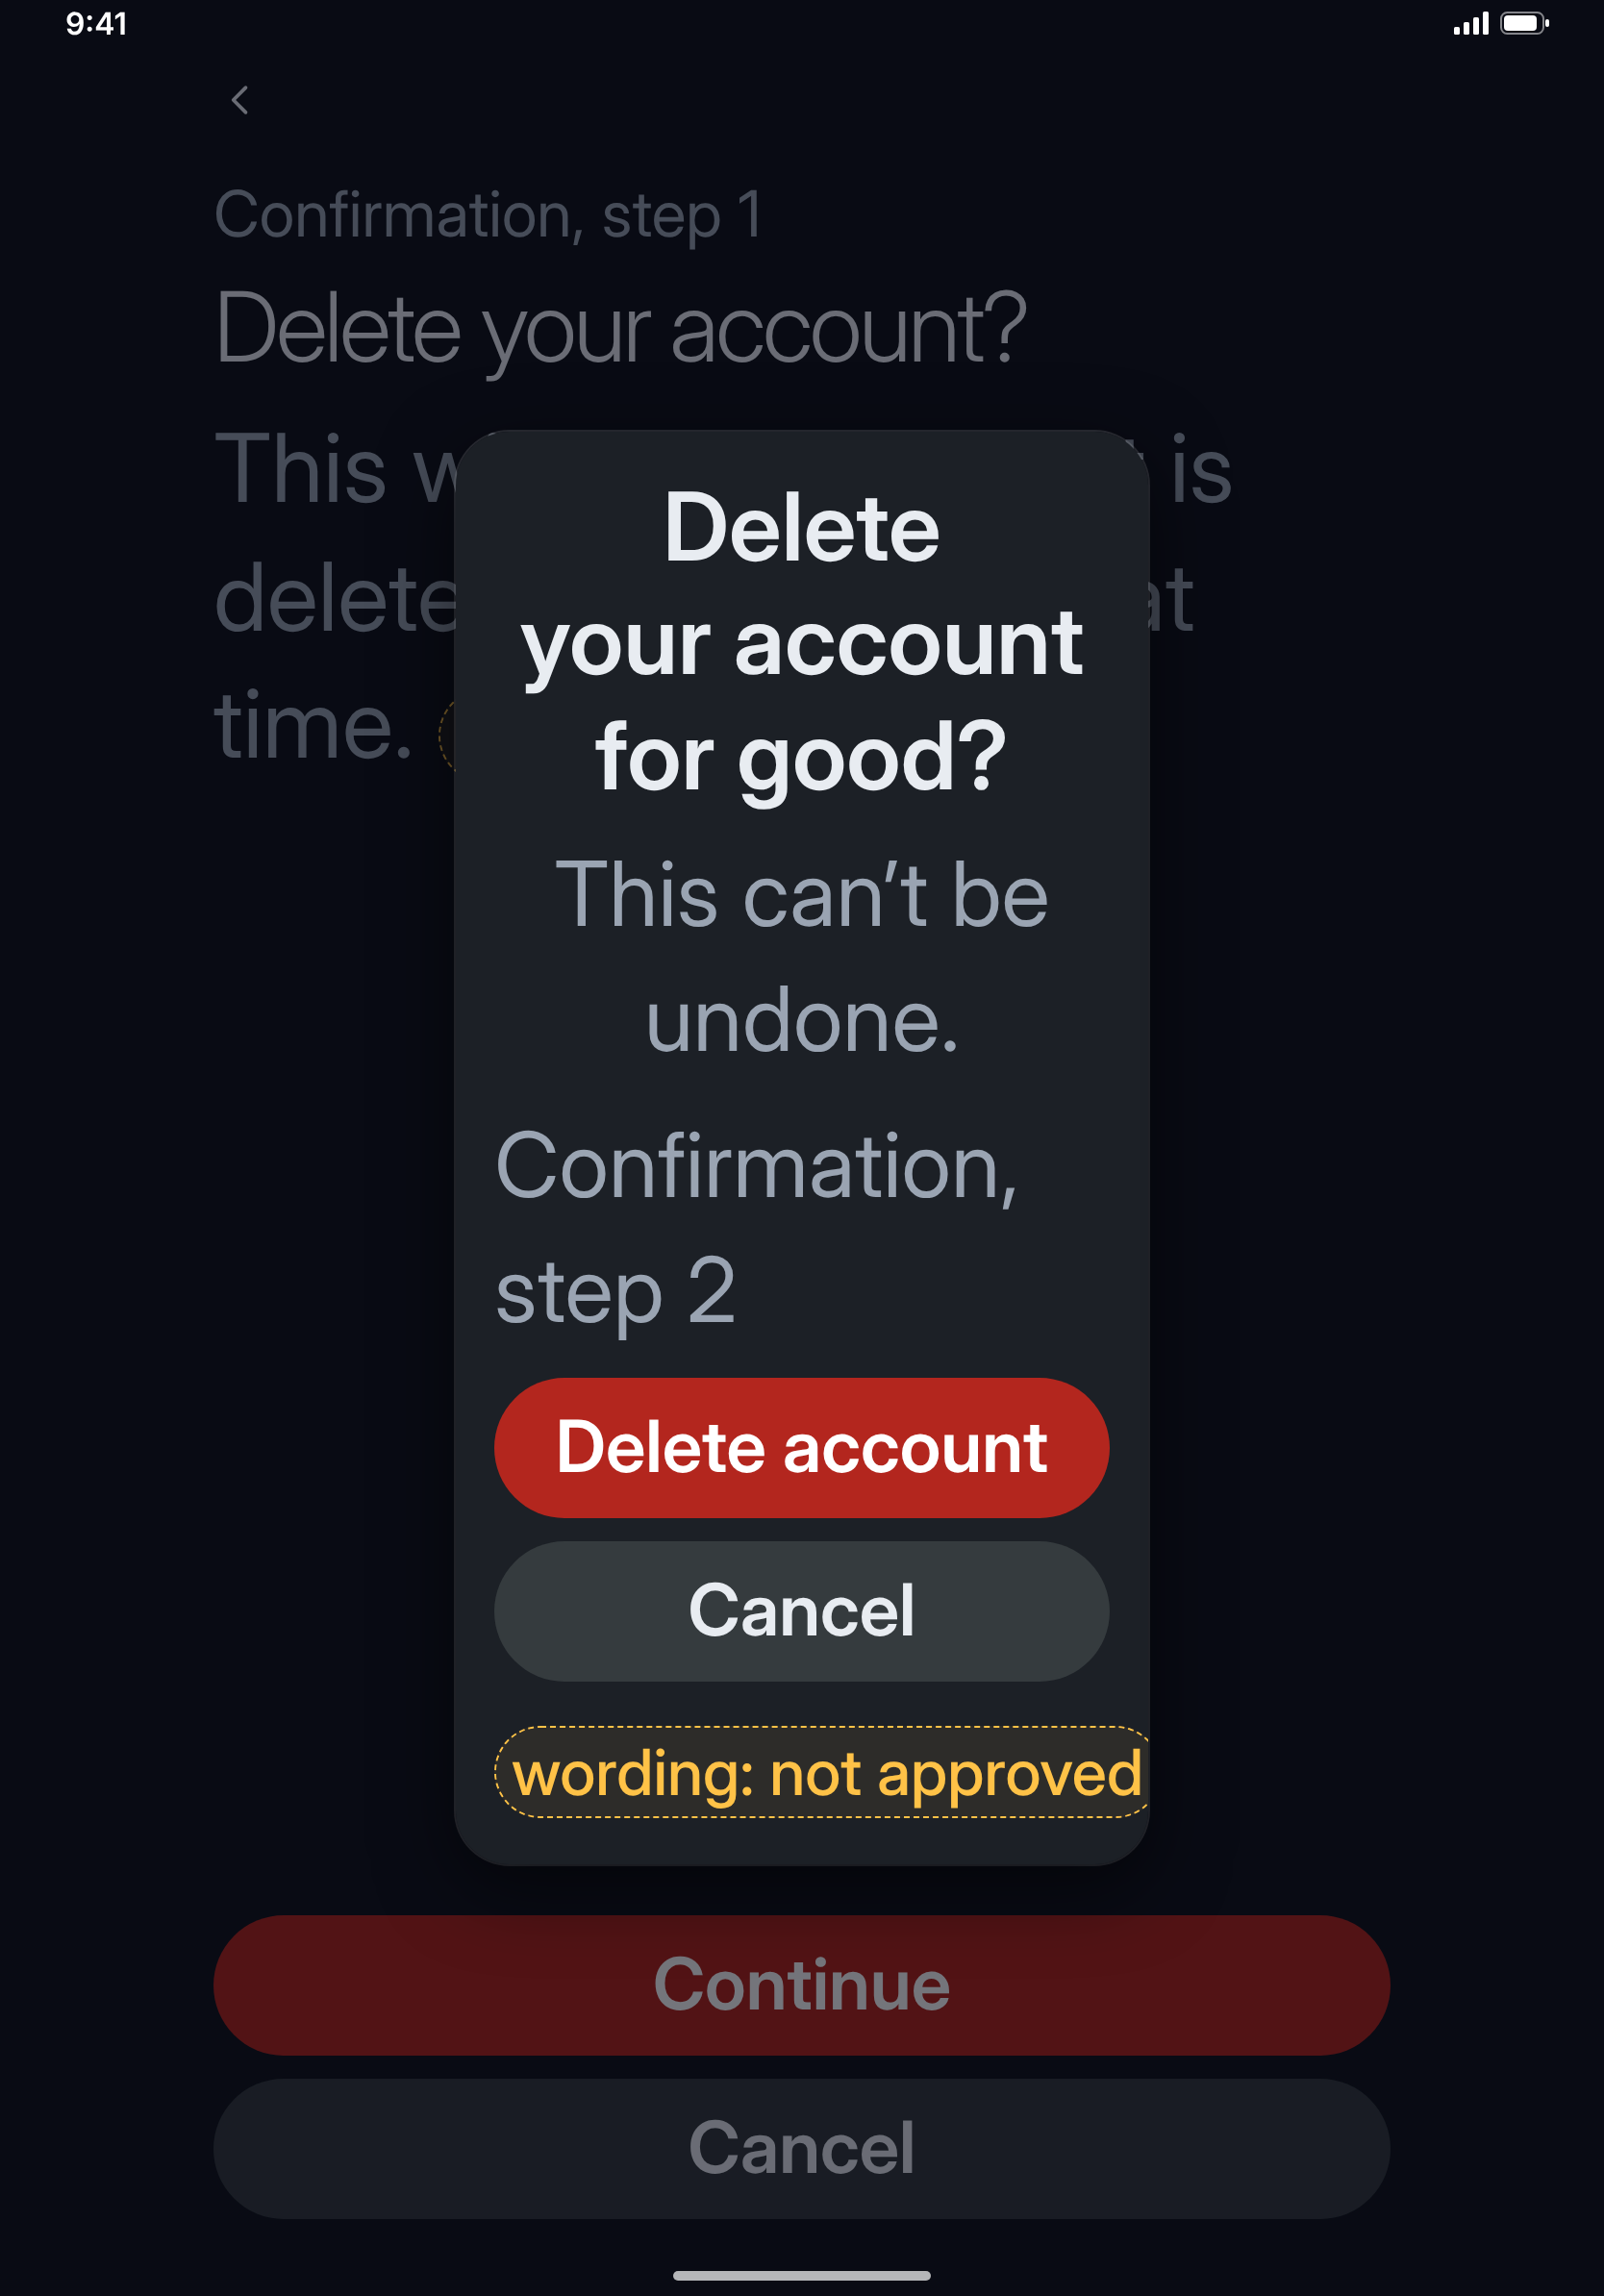 9:41
Confirmation, step 1
Delete your account?
This is
delete
time.
Delete
your account
for good?
This can’t be
undone.
Confirmation,
step 2
Delete account
Cancel
wording: not approved
Continue
Cancel